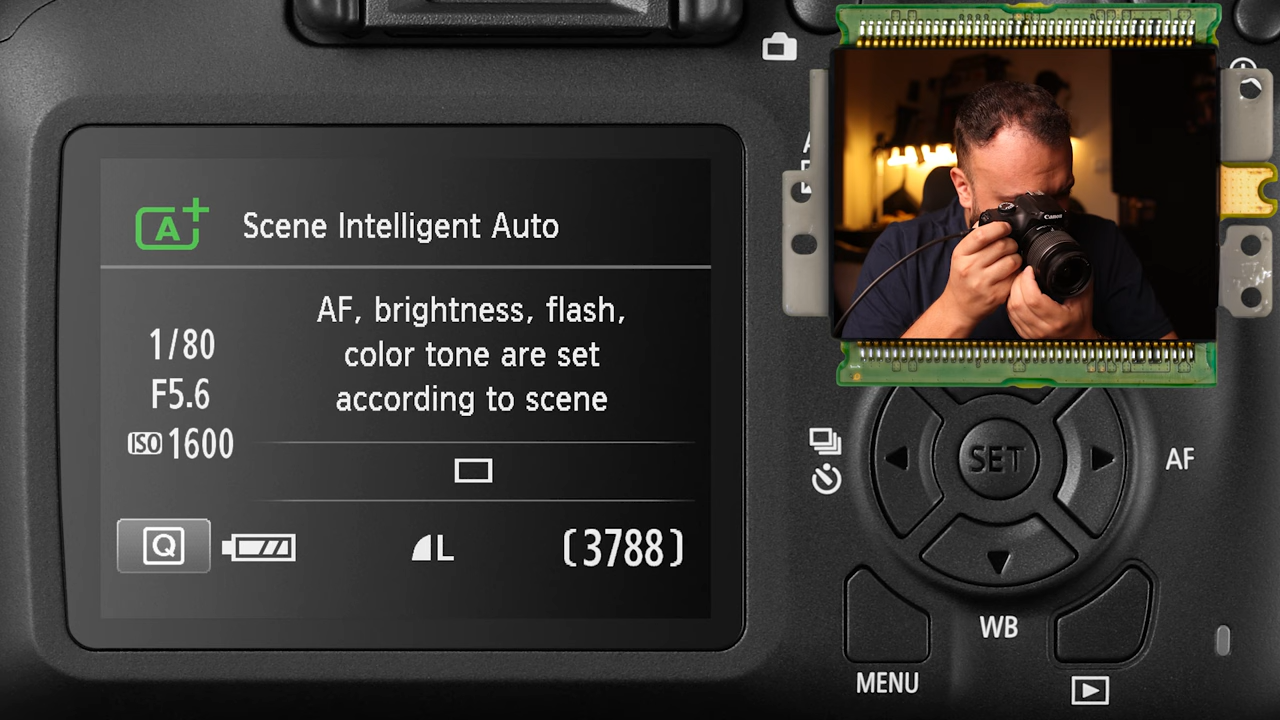 A+
Scene Intelligent Auto
1/80
F5.6
ISO 1600
AF, brightness, flash,
color tone are set
according to scene
Q
L
(3788)
Canon
SET
AF
WB
MENU